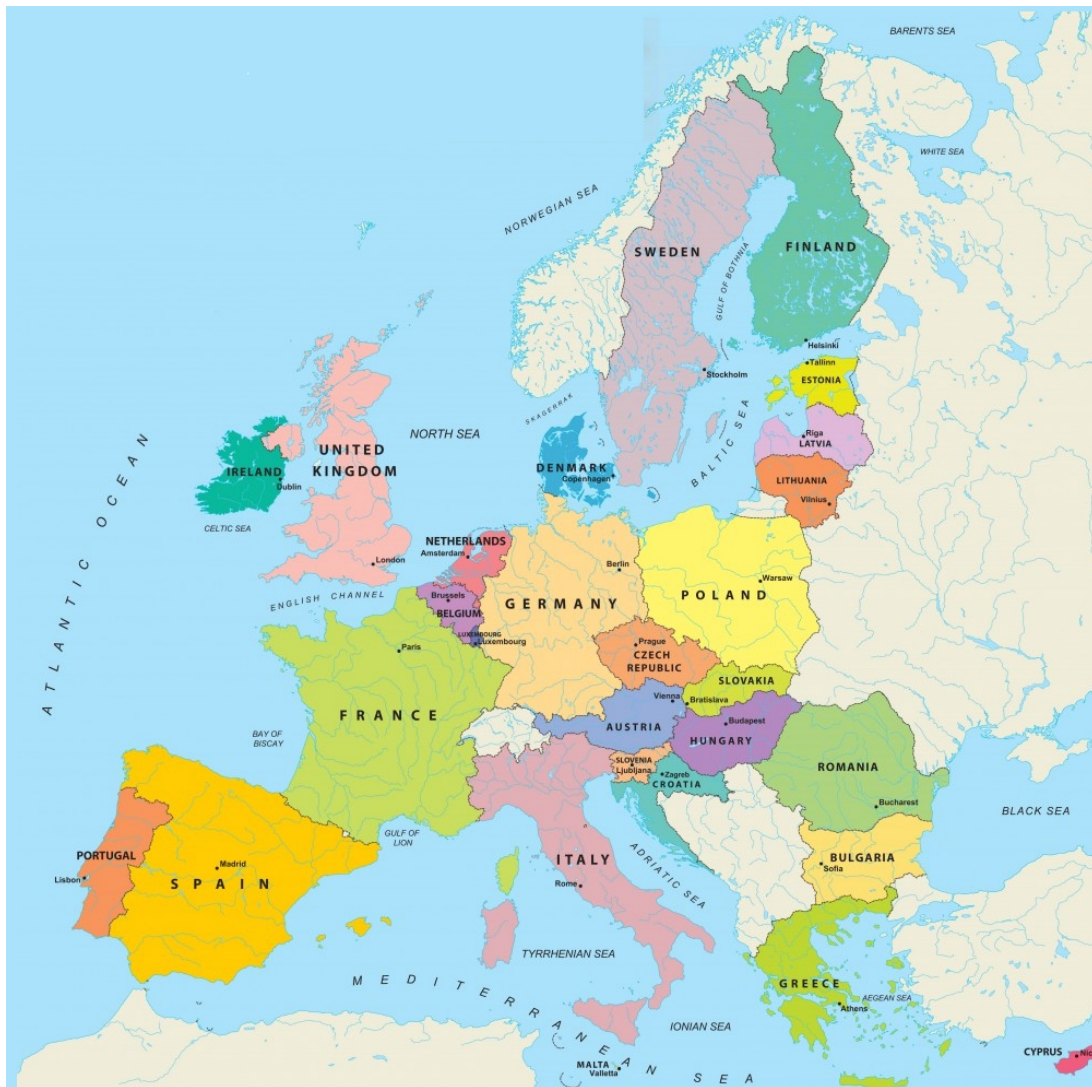 BARENTS SEA
WHITE SEA
NORWEGIAN SEA
SWEDEN
FINLAND
GULF OF BOTHNIA
Helsinki
Tallinn
Stockholm
ESTONIA
SKAGERRAK
BALTIC SEA
Riga
LATVIA
ATLANTIC OCEAN
NORTH SEA
UNITED
KINGDOM
IRELAND
Dublin
DENMARK
Copenhagen
LITHUANIA
Vilnius
CELTIC SEA
NETHERLANDS
Amsterdam
London
Berlin
Warsaw
ENGLISH CHANNEL
Brussels
BELGIUM
GERMANY
POLAND
LUXEMBOURG
Luxembourg
Paris
Prague
CZECH
REPUBLIC
SLOVAKIA
Vienna
Bratislava
FRANCE
AUSTRIA
Budapest
HUNGARY
BAY OF
BISCAY
SLOVENIA
Ljubljana
Zagreb
CROATIA
ROMANIA
Bucharest
BLACK SEA
GULF OF
LION
PORTUGAL
Lisbon
Madrid
SPAIN
ITALY
Rome
ADRIATIC SEA
BULGARIA
Sofia
TYRRHENIAN SEA
MEDITERRANEAN SEA
GREECE
AEGEAN SEA
Athens
IONIAN SEA
MALTA
Valletta
CYPRUS
Nic